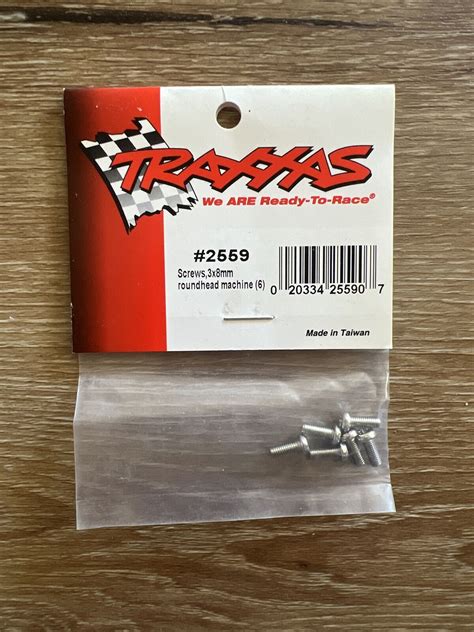 TRAXXAS
We ARE Ready-To-Race®
#2559
Screws,3x8mm
roundhead machine (6)
0 20334 25590 7
Made in Taiwan